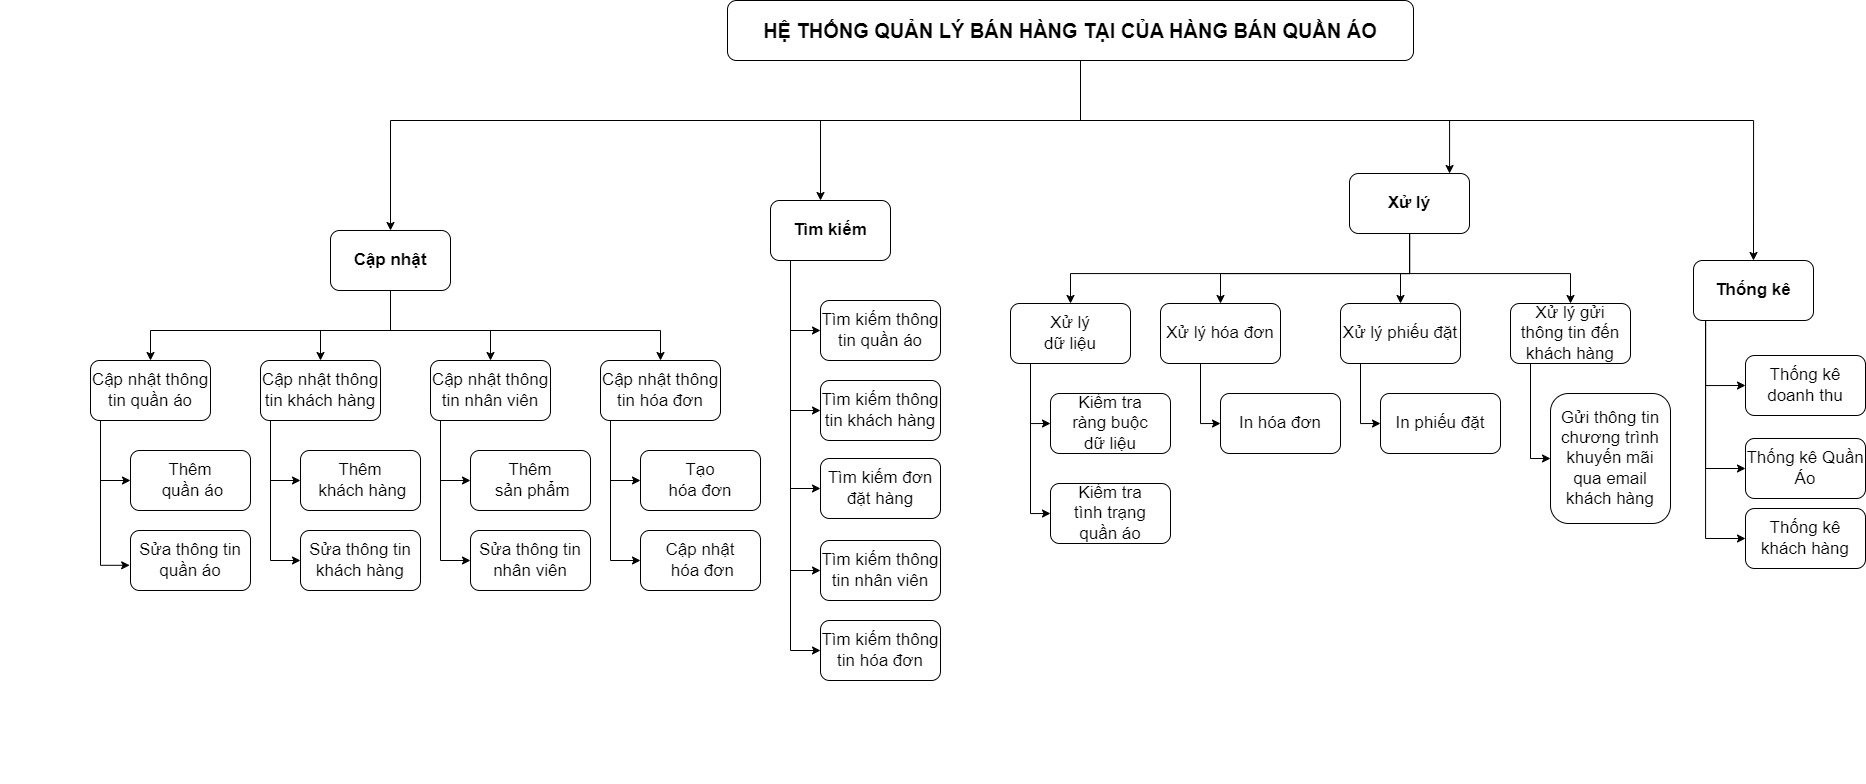 HỆ THỐNG QUẢN LÝ BÁN HÀNG TẠI CỦA HÀNG BÁN QUẦN ÁO
Cập nhật
Cập nhật thông
tin quần áo
Thêm
quần áo
Sửa thông tin
quần áo
Cập nhật thông
tin khách hàng
Thêm
khách hàng
Sửa thông tin
khách hàng
Cập nhật thông
tin nhân viên
Thêm
sản phẩm
Sửa thông tin
nhân viên
Cập nhật thông
tin hóa đơn
Tạo
hóa đơn
Cập nhật
hóa đơn
Tìm kiếm
Tìm kiếm thông
tin quần áo
Tìm kiếm thông
tin khách hàng
Tìm kiếm đơn
đặt hàng
Tìm kiếm thông
tin nhân viên
Tìm kiếm thông
tin hóa đơn
Xử lý
Xử lý
dữ liệu
Kiểm tra
ràng buộc
dữ liệu
Kiểm tra
tình trạng
quần áo
Xử lý hóa đơn
In hóa đơn
Xử lý phiếu đặt
In phiếu đặt
Xử lý gửi
thông tin đến
khách hàng
Gửi thông tin
chương trình
khuyến mãi
qua email
khách hàng
Thống kê
Thống kê
doanh thu
Thống kê Quần
Áo
Thống kê
khách hàng